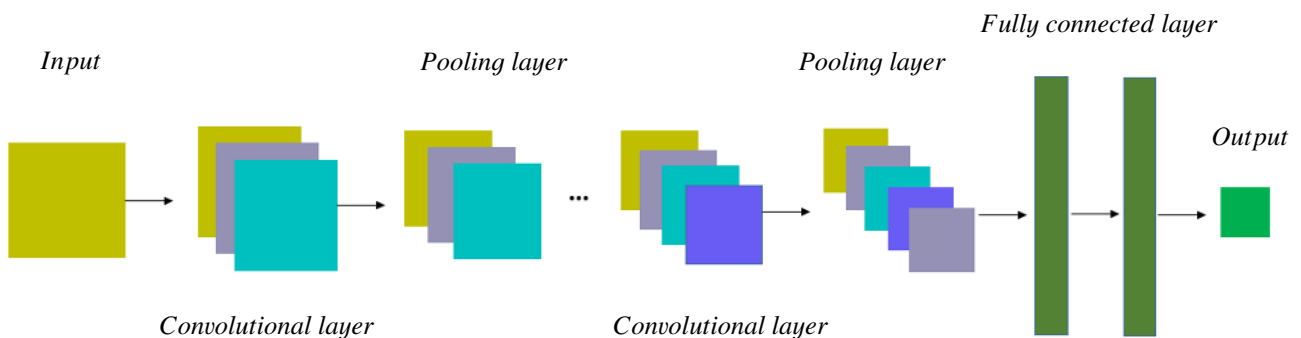 Fully connected layer
Input
Pooling layer
Pooling layer
Output
...
Convolutional layer
Convolutional layer